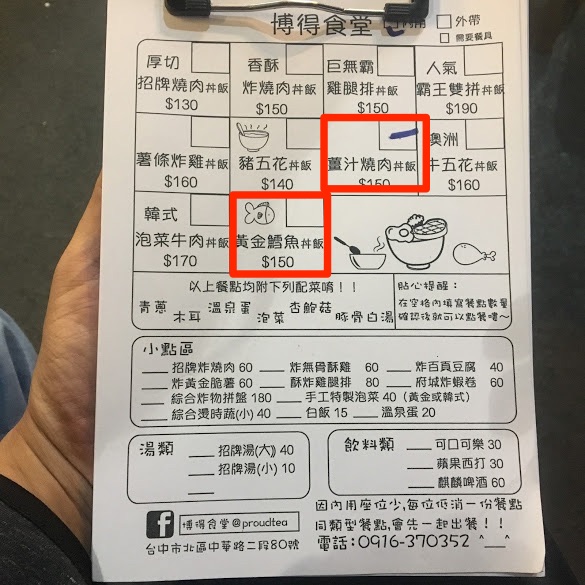 博得食堂 □內用 □外帶
□需要餐具
厚切 香酥 巨無霸 人氣
招牌燒肉丼飯 炸燒肉丼飯 雞腿排丼飯 霸王雙拼丼飯
$130 $150 $150 $190
澳洲
薯條炸雞丼飯 豬五花丼飯 薑汁燒肉丼飯 牛五花丼飯
$160 $140 $150 $160
韓式
泡菜牛肉丼飯 黃金鱈魚丼飯
$170 $150
以上餐點均附下列配菜唷!!
青蔥 木耳 溫泉蛋 泡菜 杏鮑菇 豚骨白湯
貼心提醒:
在空格內填寫餐點數量
確認後就可以點餐嘍~
小點區
招牌炸燒肉 60 炸無骨酥雞 60 炸百頁豆腐 40
炸黃金脆薯 60 酥炸雞腿排 80 府城炸蝦卷 60
綜合炸物拼盤 180 手工特製泡菜 40 (黃金或韓式)
綜合燙時蔬(小) 40 白飯 15 溫泉蛋 20
湯類
招牌湯(大) 40
招牌湯(小) 10
飲料類
可口可樂 30
蘋果西打 30
麒麟啤酒 60
因內用座位少,每位低消一份餐點
同類型餐點,會先一起出餐!!
f 博得食堂@proudtea
台中市北區中華路二段80號
電話:0916-370352 ^__^